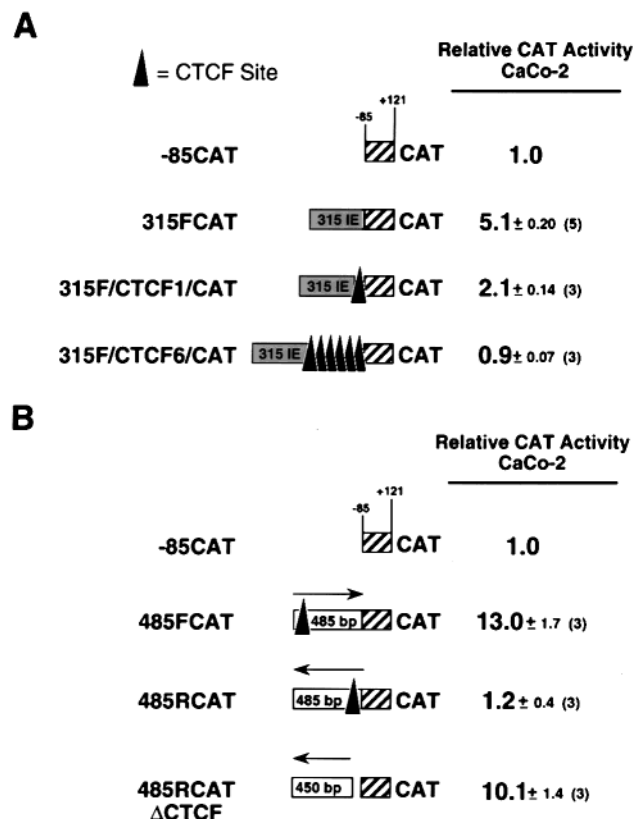 A
= CTCF Site
Relative CAT Activity
CaCo-2
-85 +121
-85CAT CAT 1.0
315FCAT 315 IE CAT 5.1± 0.20 (5)
315F/CTCF1/CAT 315 IE CAT 2.1± 0.14 (3)
315F/CTCF6/CAT 315 IE CAT 0.9± 0.07 (3)
B
Relative CAT Activity
CaCo-2
-85 +121
-85CAT CAT 1.0
485FCAT 485 bp CAT 13.0± 1.7 (3)
485RCAT 485 bp CAT 1.2± 0.4 (3)
485RCAT 450 bp CAT 10.1± 1.4 (3)
ΔCTCF